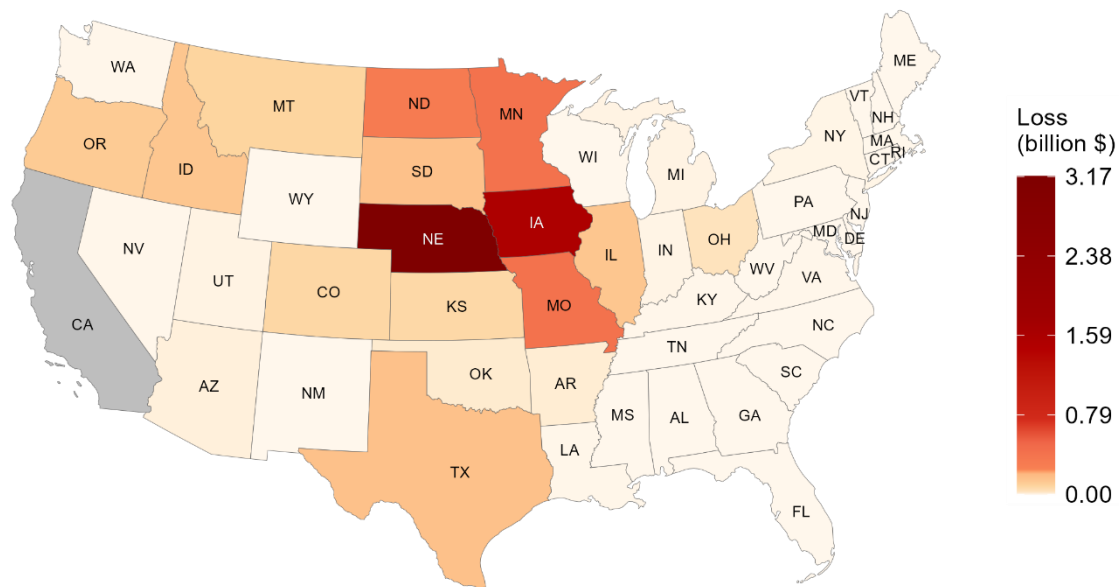 WA
ME
MT
ND
VT
MN
NH
OR
NY
MA
ID
WI
CT
RI
SD
MI
WY
PA
IA
NJ
NE
OH
MD
NV
IN
DE
IL
UT
WV
CO
VA
KS
MO
KY
CA
NC
TN
OK
AZ
AR
SC
NM
MS
AL
GA
LA
TX
FL
Loss
(billion $)
3.17
2.38
1.59
0.79
0.00